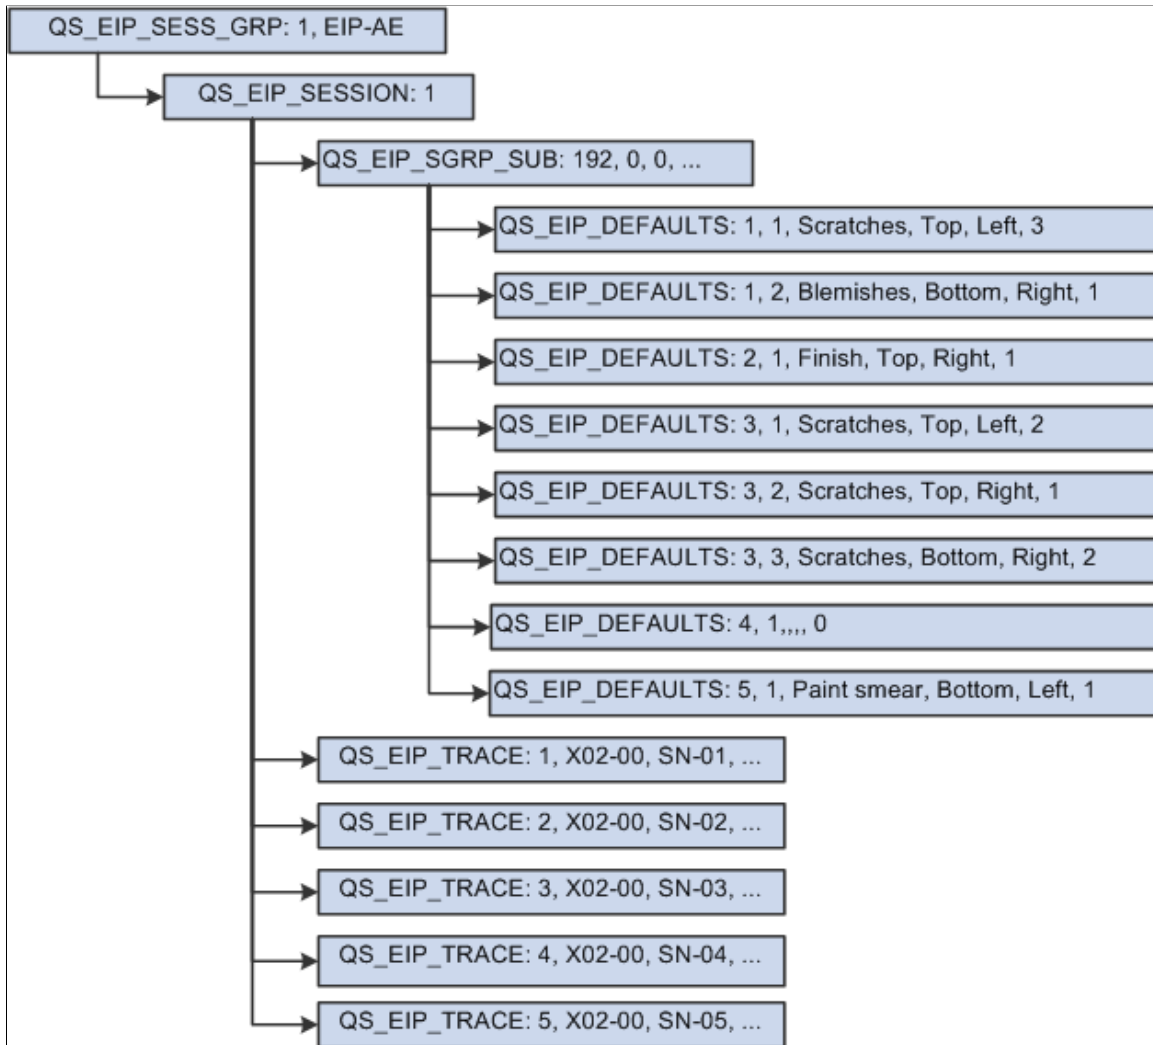 QS_EIP_SESS_GRP: 1, EIP-AE
QS_EIP_SESSION: 1
QS_EIP_SGRP_SUB: 192, 0, 0, ...
QS_EIP_DEFAULTS: 1, 1, Scratches, Top, Left, 3
QS_EIP_DEFAULTS: 1, 2, Blemishes, Bottom, Right, 1
QS_EIP_DEFAULTS: 2, 1, Finish, Top, Right, 1
QS_EIP_DEFAULTS: 3, 1, Scratches, Top, Left, 2
QS_EIP_DEFAULTS: 3, 2, Scratches, Top, Right, 1
QS_EIP_DEFAULTS: 3, 3, Scratches, Bottom, Right, 2
QS_EIP_DEFAULTS: 4, 1,,,, 0
QS_EIP_DEFAULTS: 5, 1, Paint smear, Bottom, Left, 1
QS_EIP_TRACE: 1, X02-00, SN-01, ...
QS_EIP_TRACE: 2, X02-00, SN-02, ...
QS_EIP_TRACE: 3, X02-00, SN-03, ...
QS_EIP_TRACE: 4, X02-00, SN-04, ...
QS_EIP_TRACE: 5, X02-00, SN-05, ...